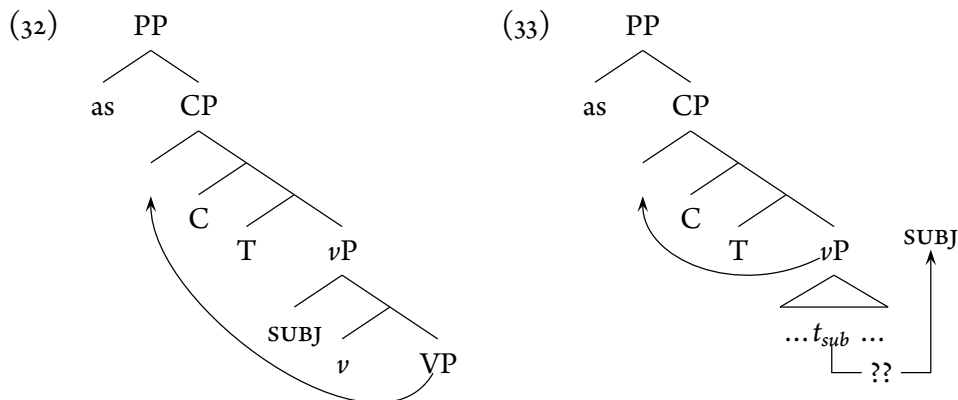 (32) PP (33) PP
as CP as CP
C C
T νP T νP SUBJ
SUBJ … t_sub …
ν VP ??